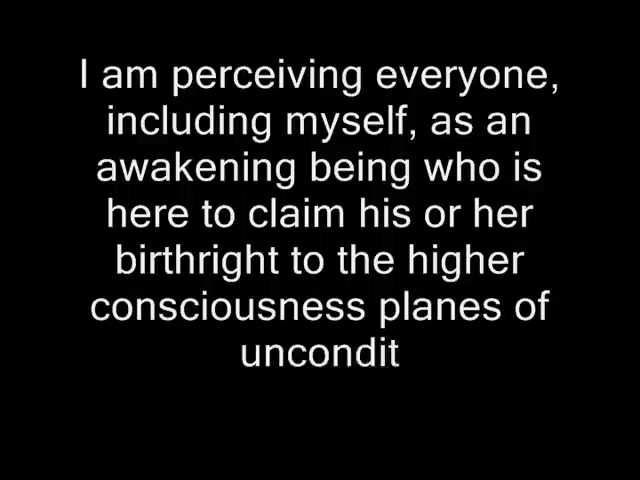 I am perceiving everyone,
including myself, as an
awakening being who is
here to claim his or her
birthright to the higher
consciousness planes of
uncondit